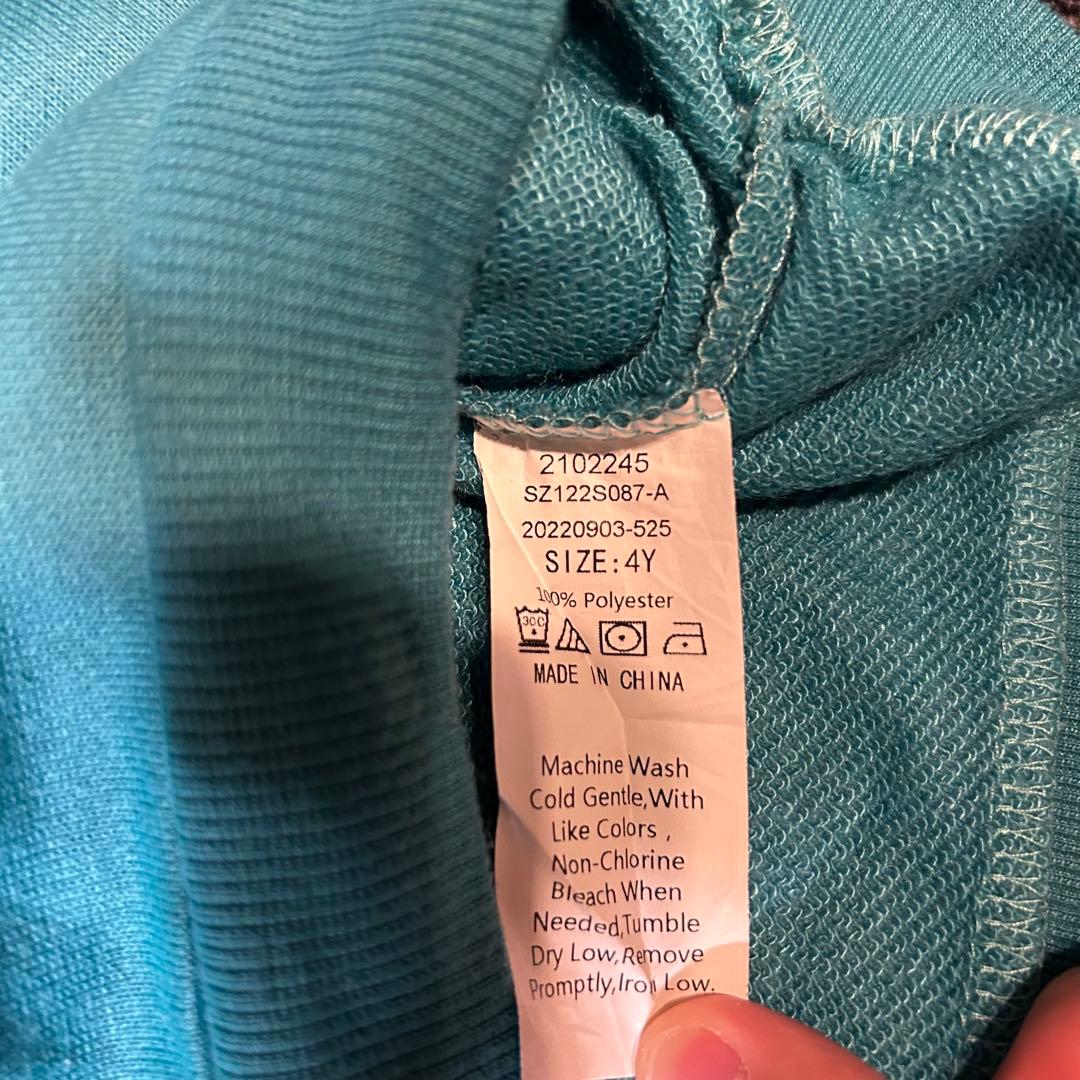 2102245
SZ122S087-A
20220903-525
SIZE:4Y
100% Polyester
30C
MADE IN CHINA
Machine Wash
Cold Gentle,With
Like Colors ,
Non-Chlorine
Bleach When
Needed,Tumble
Dry Low,Remove
Promptly,Iron Low.